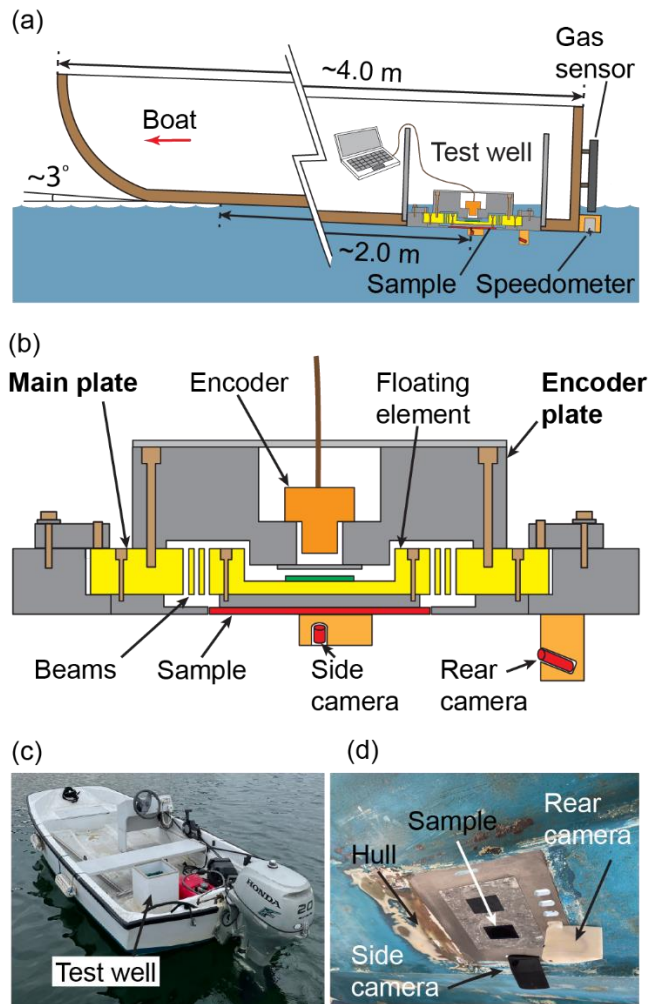 (a)
~4.0 m
Gas
sensor
Boat
Test well
~3°
~2.0 m
Sample
Speedometer
(b)
Main plate
Encoder
Floating
element
Encoder
plate
Beams
Sample
Side
camera
Rear
camera
(c)
HONDA
20
Test well
(d)
Sample
Rear
camera
Hull
Side
camera